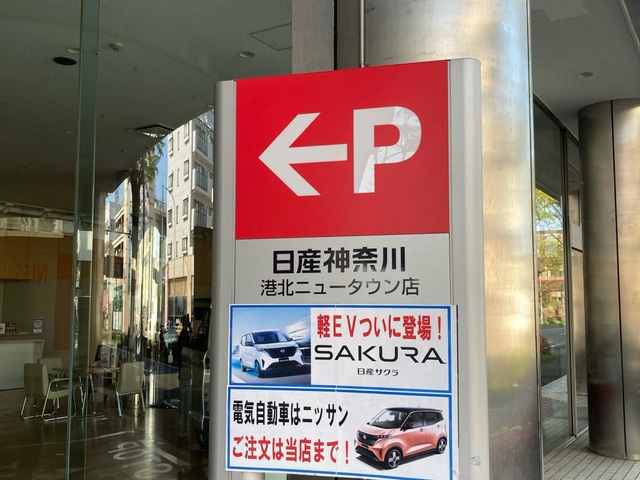 ←P
日産神奈川
港北ニュータウン店
軽EVついに登場！
SAKURA
日産サクラ
電気自動車はニッサン
ご注文は当店まで！